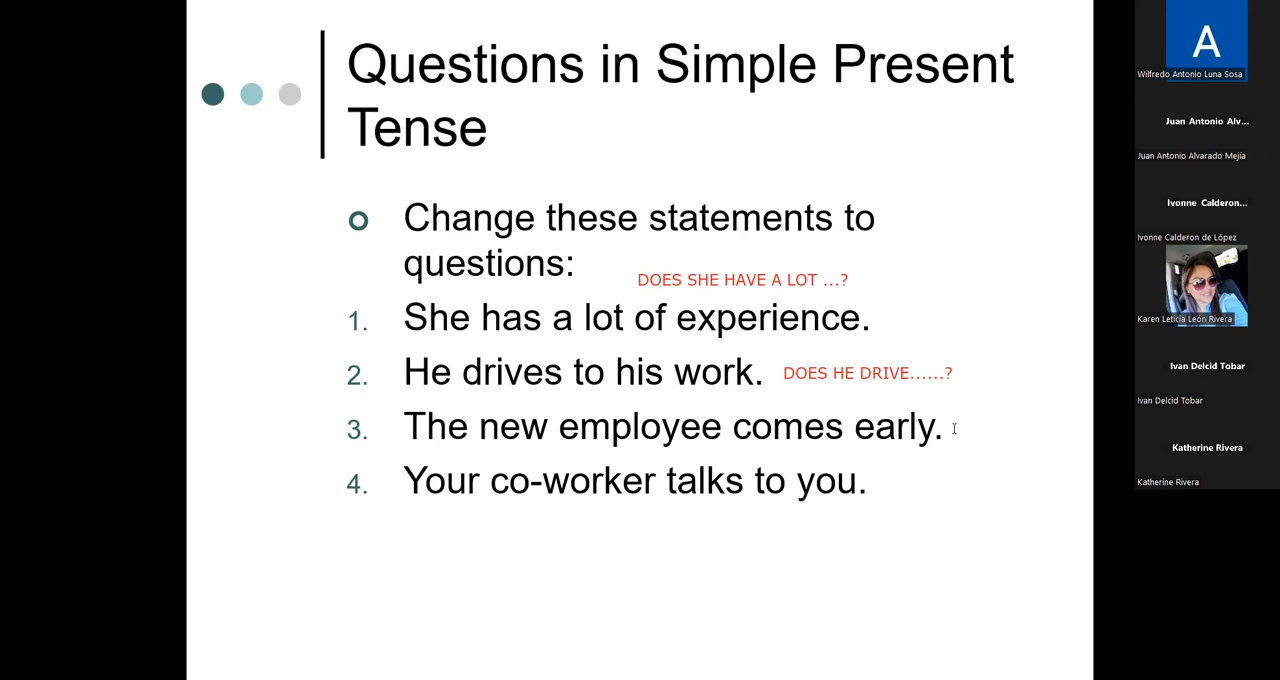 Questions in Simple Present
Tense
Change these statements to
questions:
DOES SHE HAVE A LOT ...?
1. She has a lot of experience.
2. He drives to his work. DOES HE DRIVE......?
3. The new employee comes early.
4. Your co-worker talks to you.
A
Wilfredo Antonio Luna Sosa
Juan Antonio Alv...
Juan Antonio Alvarado Mejía
Ivonne Calderon...
Ivonne Calderon de López
Karen Leticia León Rivera
Ivan Delcid Tobar
Ivan Delcid Tobar
Katherine Rivera
Katherine Rivera